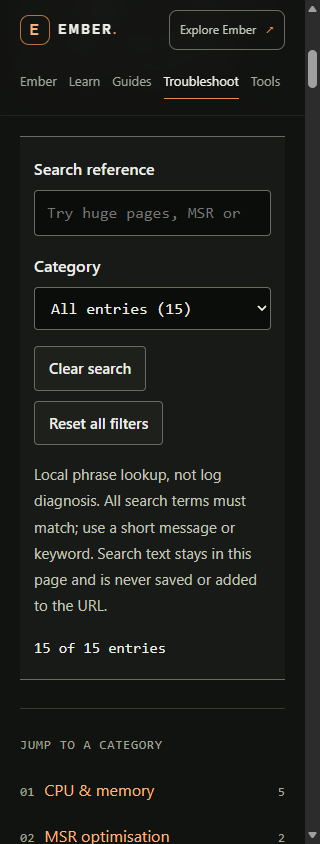 E EMBER. Explore Ember ↗
Ember Learn Guides Troubleshoot Tools
Search reference
Try huge pages, MSR or
Category
All entries (15)
Clear search
Reset all filters
Local phrase lookup, not log
diagnosis. All search terms must
match; use a short message or
keyword. Search text stays in this
page and is never saved or added
to the URL.
15 of 15 entries
JUMP TO A CATEGORY
01 CPU & memory 5
02 MSR optimisation 2